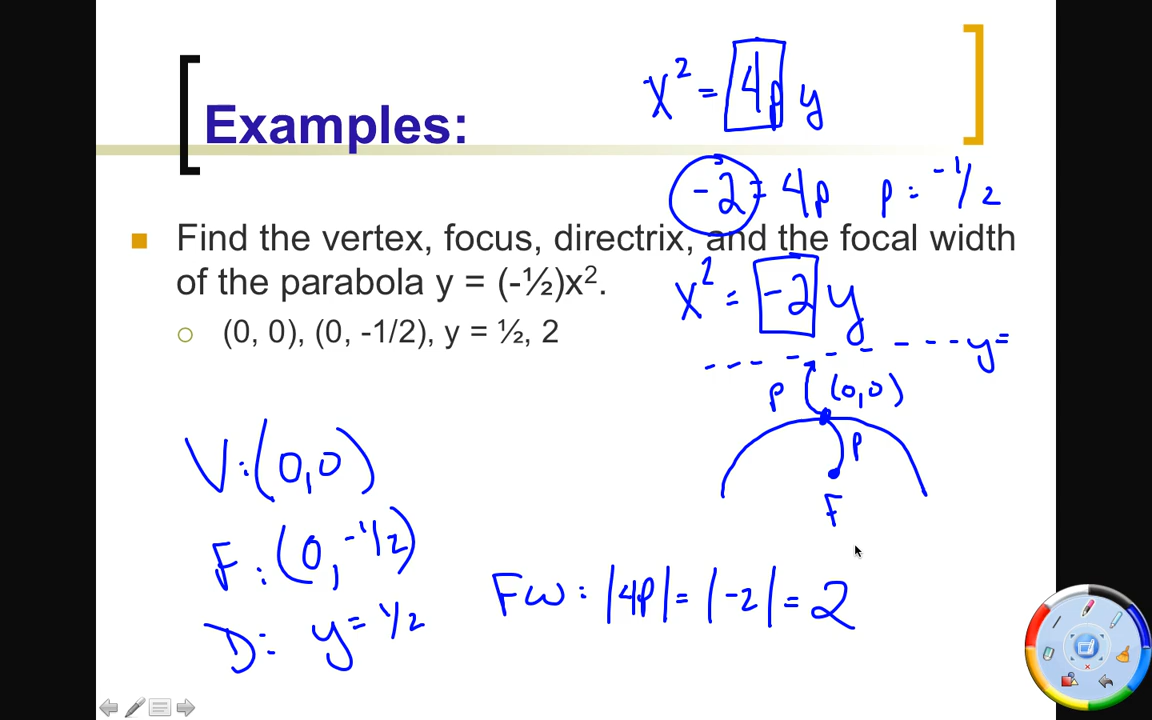 x² = 4p y
Examples:
-2 = 4p p = -1/2
Find the vertex, focus, directrix, and the focal width
of the parabola y = (-½)x².
x² = -2 y
(0, 0), (0, -1/2), y = ½, 2
y=
p (0,0)
p
F
V: (0,0)
F: (0, -1/2)
FW: |4p| = |-2| = 2
D: y = 1/2